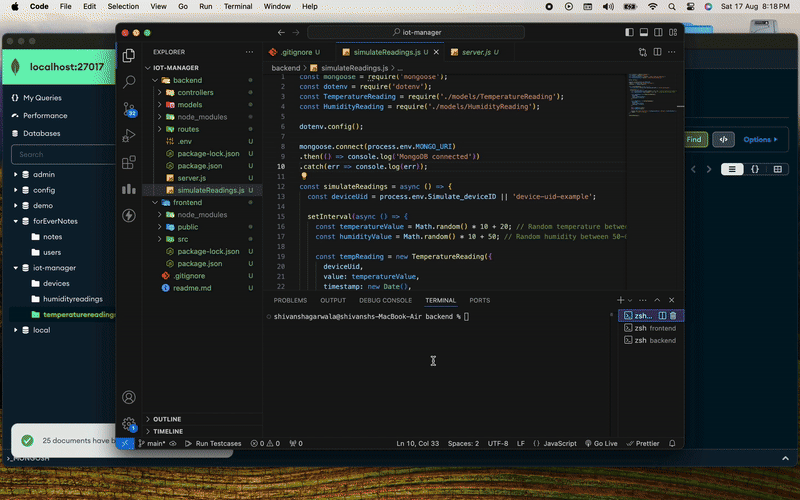 Code File Edit Selection View Go Run Terminal Window Help Sat 17 Aug 8:18 PM
iot-manager
localhost:27017
My Queries
Performance
Databases
Search
admin
config
demo
forEverNotes
notes
users
iot-manager
devices
humidityreadings
temperaturereadings
local
25 documents have b
>_MONGOSH
Find
</>
Options
EXPLORER
IOT-MANAGER
backend
controllers
models
node_modules
routes
.env U
package-lock.json U
package.json U
server.js U
simulateReadings.js U
frontend
node_modules
public
src
package-lock.json U
package.json U
.gitignore U
readme.md U
OUTLINE
TIMELINE
32
1
.gitignore U simulateReadings.js U server.js U
backend > simulateReadings.js > ...
1 const mongoose = require('mongoose');
2 const dotenv = require('dotenv');
3 const TemperatureReading = require('./models/TemperatureReading');
4 const HumidityReading = require('./models/HumidityReading');
5
6 dotenv.config();
7
8 mongoose.connect(process.env.MONGO_URI)
9 .then(() => console.log('MongoDB connected'))
10 .catch(err => console.log(err));
11
12 const simulateReadings = async () => {
13 const deviceUid = process.env.Simulate_deviceID || 'device-uid-example';
14
15 setInterval(async () => {
16 const temperatureValue = Math.random() * 10 + 20; // Random temperature betwee
17 const humidityValue = Math.random() * 10 + 50; // Random humidity between 50-
18
19 const tempReading = new TemperatureReading({
20 deviceUid,
21 value: temperatureValue,
22 timestamp: new Date(),
PROBLEMS OUTPUT DEBUG CONSOLE TERMINAL PORTS
shivanshagarwala@shivanshs-MacBook-Air backend %
zsh...
zsh frontend
zsh backend
main* Run Testcases 0 0 0 Ln 10, Col 33 Spaces: 2 UTF-8 LF JavaScript Go Live Prettier